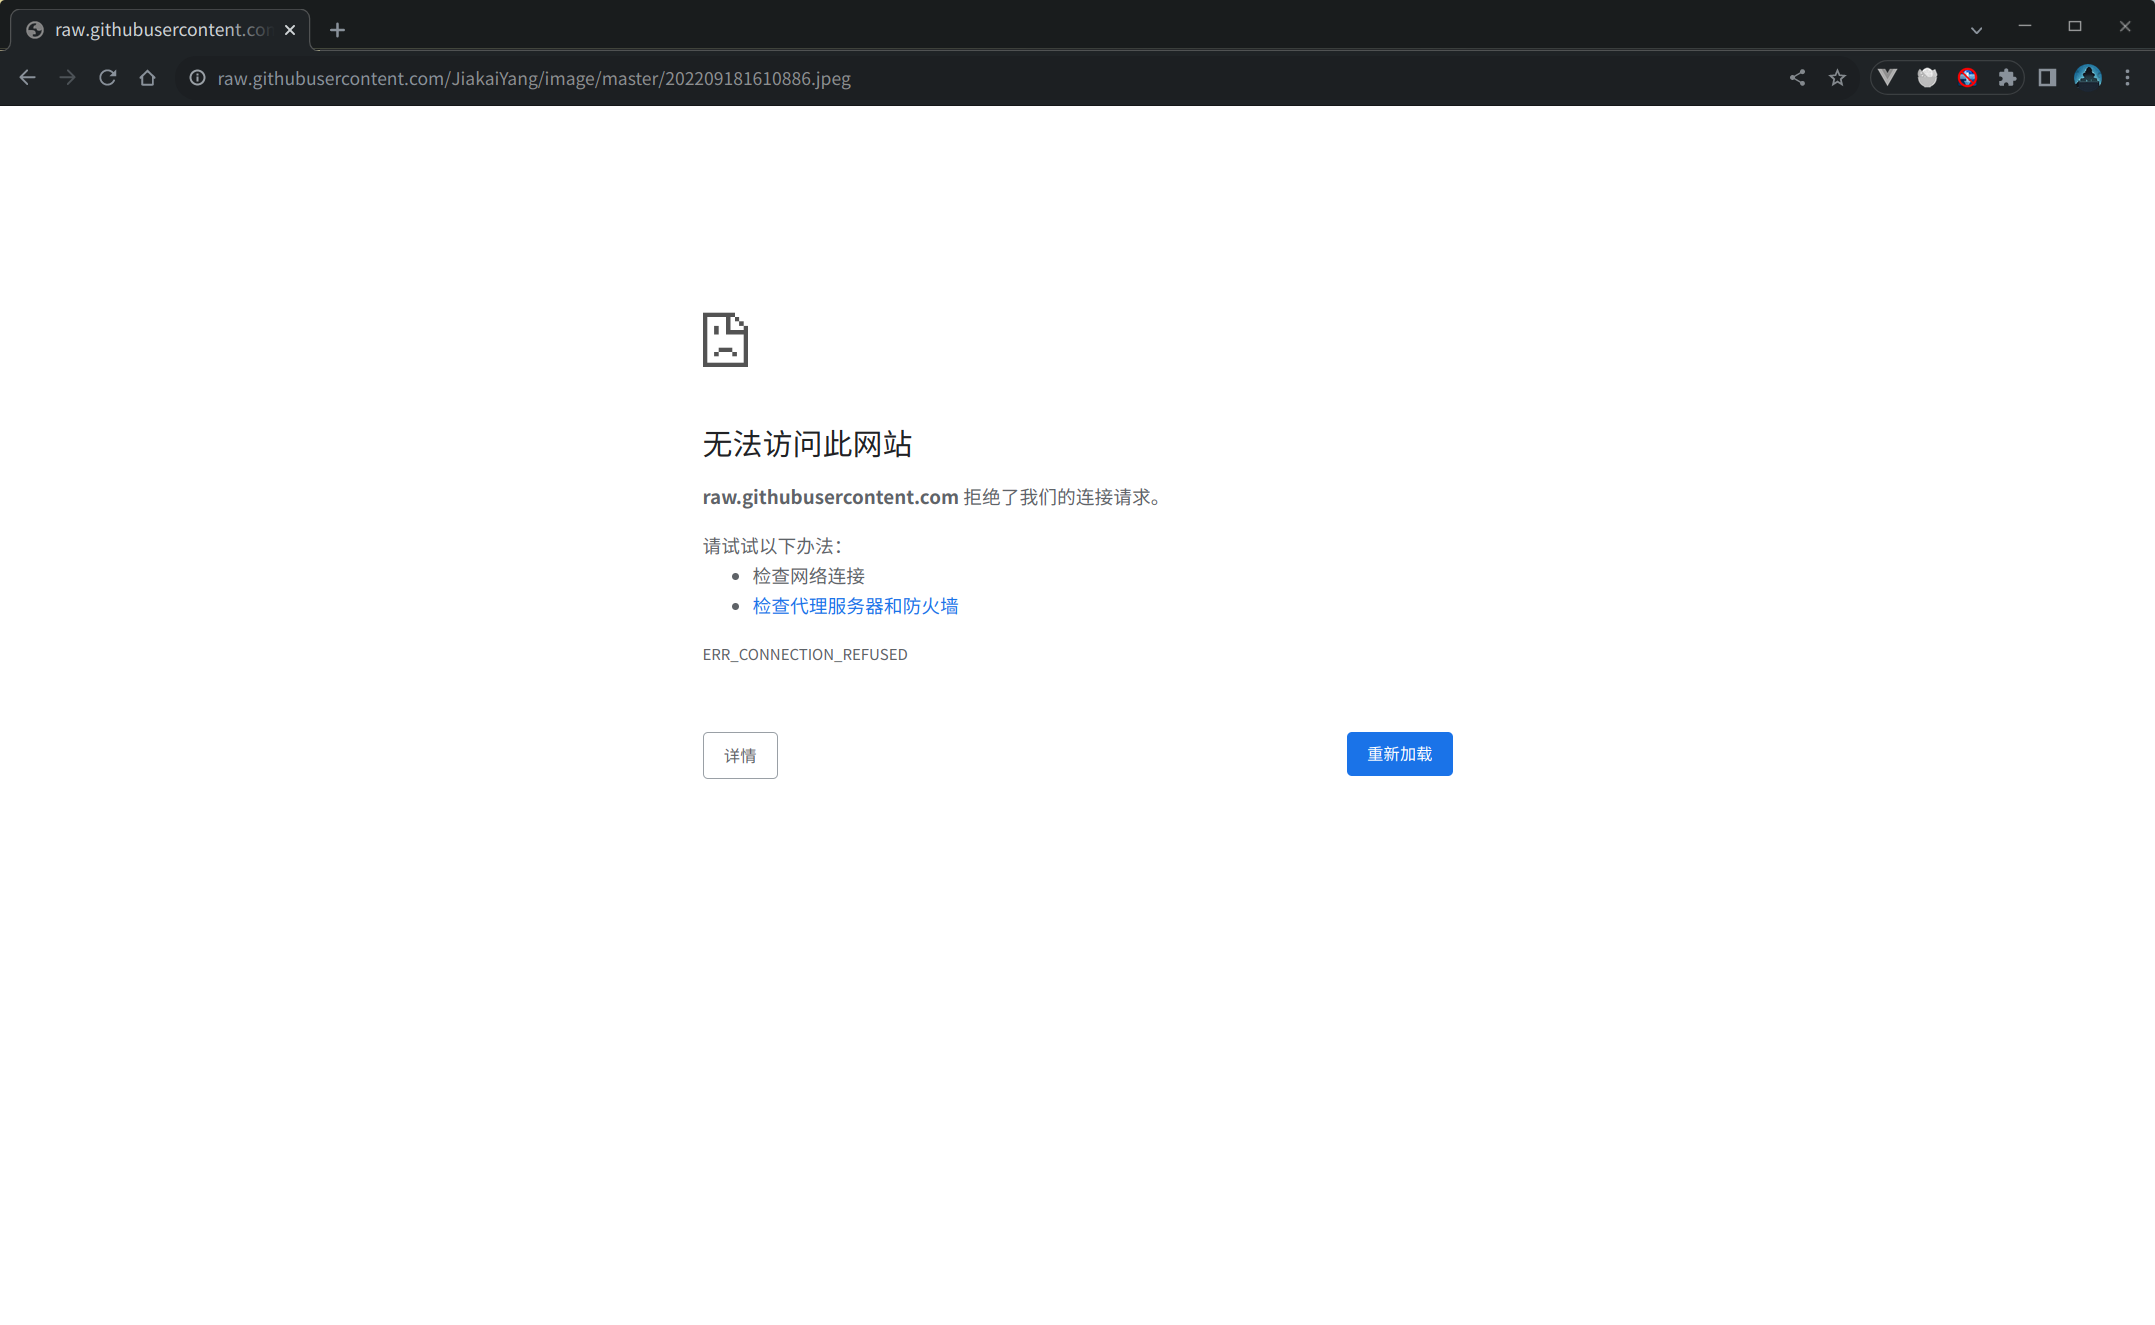 raw.githubusercontent.co
raw.githubusercontent.com/JiakaiYang/image/master/202209181610886.jpeg
无法访问此网站
raw.githubusercontent.com 拒绝了我们的连接请求。
请试试以下办法：
检查网络连接
检查代理服务器和防火墙
ERR_CONNECTION_REFUSED
详情
重新加载